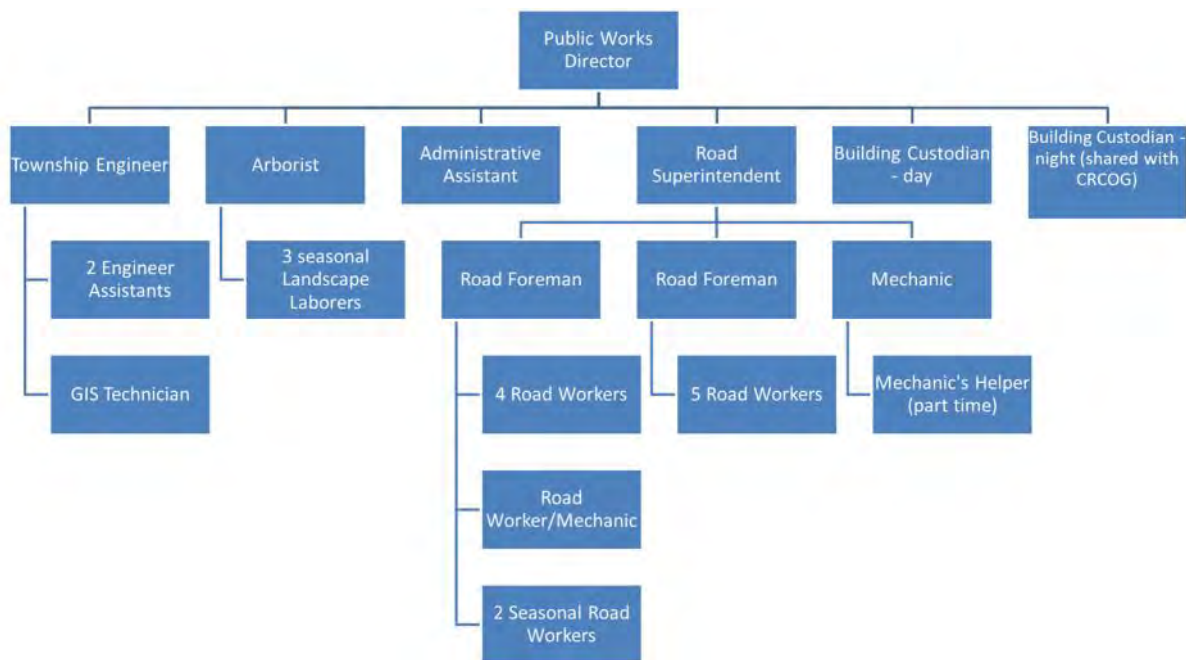 Public Works
Director
Township Engineer
Arborist
Administrative
Assistant
Road
Superintendent
Building Custodian
- day
Building Custodian -
night (shared with
CRCOG)
2 Engineer
Assistants
3 seasonal
Landscape
Laborers
Road Foreman
Road Foreman
Mechanic
GIS Technician
4 Road Workers
5 Road Workers
Mechanic's Helper
(part time)
Road
Worker/Mechanic
2 Seasonal Road
Workers